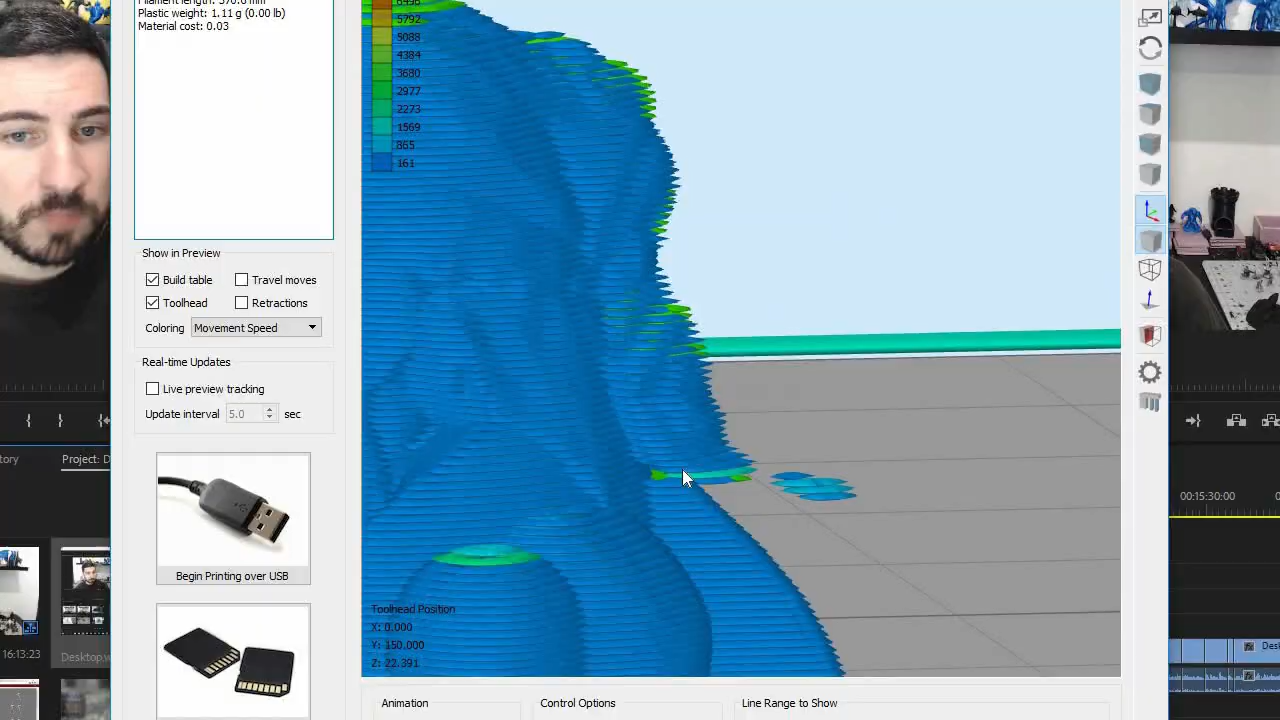 Plastic weight: 1.11 g (0.00 lb)
Material cost: 0.03
5792
5088
4384
3680
2977
2273
1569
865
161
Show in Preview
Build table
Travel moves
Toolhead
Retractions
Coloring
Movement Speed
Real-time Updates
Live preview tracking
Update interval
5.0
sec
tory
Project: D
00:15:30:00
Begin Printing over USB
Toolhead Position
X: 0.000
Y: 150.000
Z: 22.391
16:13:23
Desktop.
Desk
Animation
Control Options
Line Range to Show